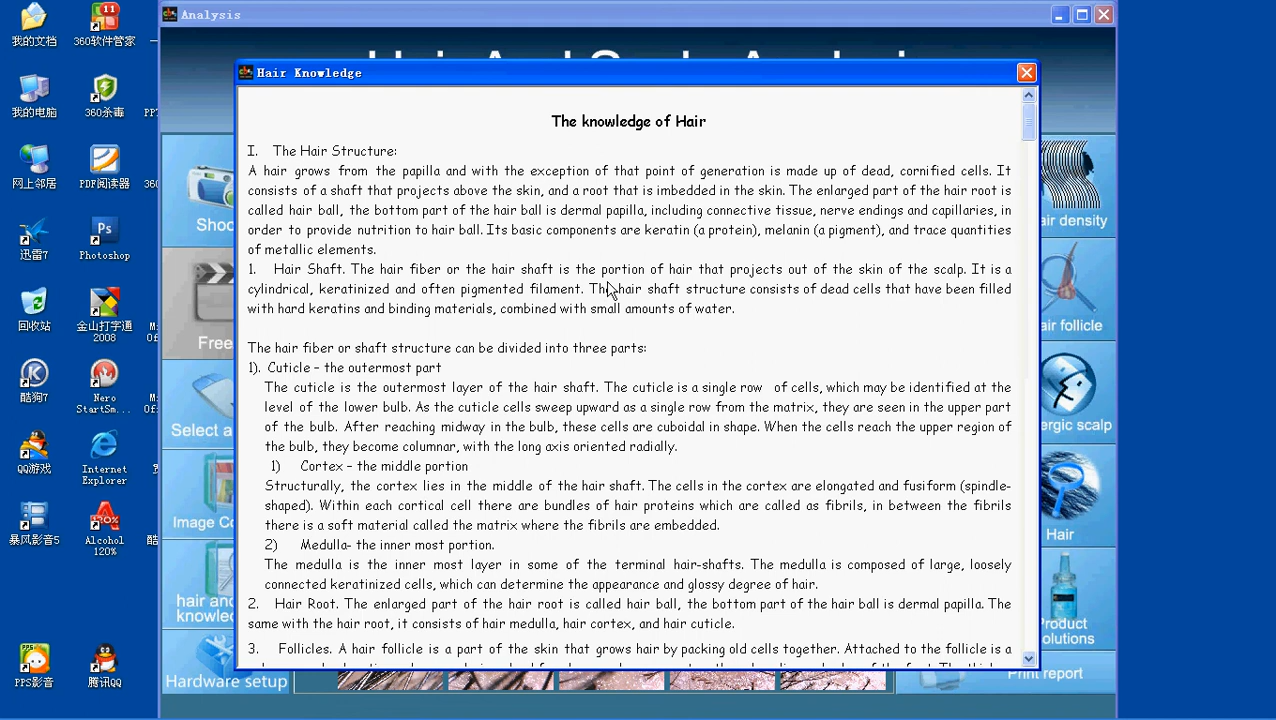 我的文档
360软件管家
我的电脑
360杀毒
PP
网上邻居
PDF阅读器
360
迅雷7
Photoshop
回收站
金山打字通
2008
酷狗7
Nero
StartSm...
QQ游戏
Internet
Explorer
暴风影音5
Alcohol
120%
PPS影音
腾讯QQ
Analysis
Hair Knowledge
The knowledge of Hair
I. The Hair Structure:
A hair grows from the papilla and with the exception of that point of generation is made up of dead, cornified cells. It
consists of a shaft that projects above the skin, and a root that is imbedded in the skin. The enlarged part of the hair root is
called hair ball, the bottom part of the hair ball is dermal papilla, including connective tissue, nerve endings and capillaries, in
order to provide nutrition to hair ball. Its basic components are keratin (a protein), melanin (a pigment), and trace quantities
of metallic elements.
1. Hair Shaft. The hair fiber or the hair shaft is the portion of hair that projects out of the skin of the scalp. It is a
cylindrical, keratinized and often pigmented filament. The hair shaft structure consists of dead cells that have been filled
with hard keratins and binding materials, combined with small amounts of water.
The hair fiber or shaft structure can be divided into three parts:
1). Cuticle – the outermost part
The cuticle is the outermost layer of the hair shaft. The cuticle is a single row of cells, which may be identified at the
level of the lower bulb. As the cuticle cells sweep upward as a single row from the matrix, they are seen in the upper part
of the bulb. After reaching midway in the bulb, these cells are cuboidal in shape. When the cells reach the upper region of
the bulb, they become columnar, with the long axis oriented radially.
1) Cortex – the middle portion
Structurally, the cortex lies in the middle of the hair shaft. The cells in the cortex are elongated and fusiform (spindle-
shaped). Within each cortical cell there are bundles of hair proteins which are called as fibrils, in between the fibrils
there is a soft material called the matrix where the fibrils are embedded.
2) Medulla- the inner most portion.
The medulla is the inner most layer in some of the terminal hair-shafts. The medulla is composed of large, loosely
connected keratinized cells, which can determine the appearance and glossy degree of hair.
2. Hair Root. The enlarged part of the hair root is called hair ball, the bottom part of the hair ball is dermal papilla. The
same with the hair root, it consists of hair medulla, hair cortex, and hair cuticle.
3. Follicles. A hair follicle is a part of the skin that grows hair by packing old cells together. Attached to the follicle is a
Shoo
Free
Select a
Image Co
hair and
knowled
Hardware setup
air density
air follicle
ergic scalp
Hair
Product
solutions
Print report